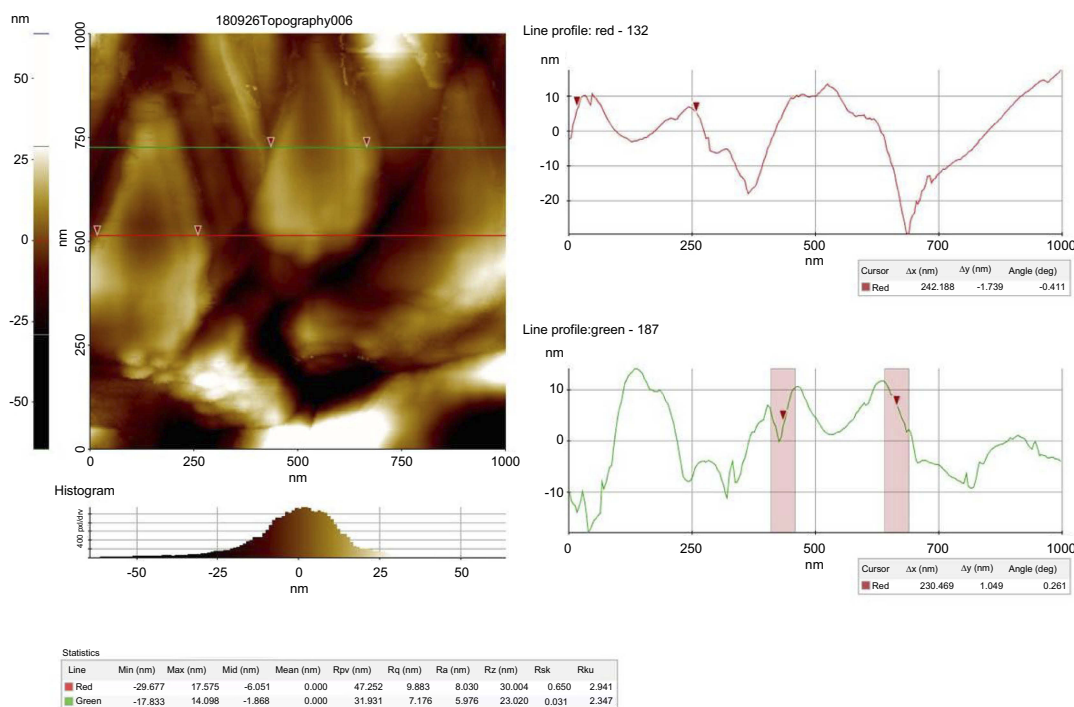 180926Topography006
nm
50
25
0
-25
-50
nm
1000
750
500
250
0
0 250 500 750 1000
nm
Histogram
400 pxl/drv
-50 -25 0 25 50
nm
Line profile: red - 132
nm
10
0
-10
-20
0 250 500 700 1000
nm
Cursor Δx (nm) Δy (nm) Angle (deg)
Red 242.188 -1.739 -0.411
Line profile:green - 187
nm
10
0
-10
0 250 500 700 1000
nm
Cursor Δx (nm) Δy (nm) Angle (deg)
Red 230.469 1.049 0.261
Statistics
Line Min (nm) Max (nm) Mid (nm) Mean (nm) Rpv (nm) Rq (nm) Ra (nm) Rz (nm) Rsk Rku
Red -29.677 17.575 -6.051 0.000 47.252 9.883 8.030 30.004 0.650 2.941
Green -17.833 14.098 -1.868 0.000 31.931 7.176 5.976 23.020 0.031 2.347